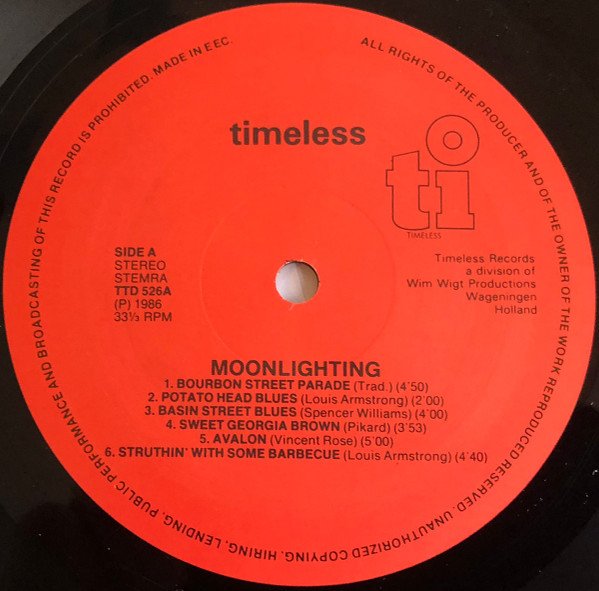 ALL RIGHTS OF THE PRODUCER AND OF THE OWNER OF THE WORK REPRODUCED RESERVED. UNAUTHORIZED COPYING. HIRING, LENDING, PUBLIC PERFORMANCE AND BROADCASTING OF THIS RECORD IS PROHIBITED. MADE IN E EC.
timeless
ti
TIMELESS
SIDE A
STEREO
STEMRA
TTD 526A
(P) 1986
33⅓ RPM
Timeless Records
a division of
Wim Wigt Productions
Wageningen
Holland
MOONLIGHTING
1. BOURBON STREET PARADE (Trad.) (4'50)
2. POTATO HEAD BLUES (Louis Armstrong) (2'00)
3. BASIN STREET BLUES (Spencer Williams) (4'00)
4. SWEET GEORGIA BROWN (Pikard) (3'53)
5. AVALON (Vincent Rose) (5'00)
6. STRUTHIN' WITH SOME BARBECUE (Louis Armstrong) (4'40)